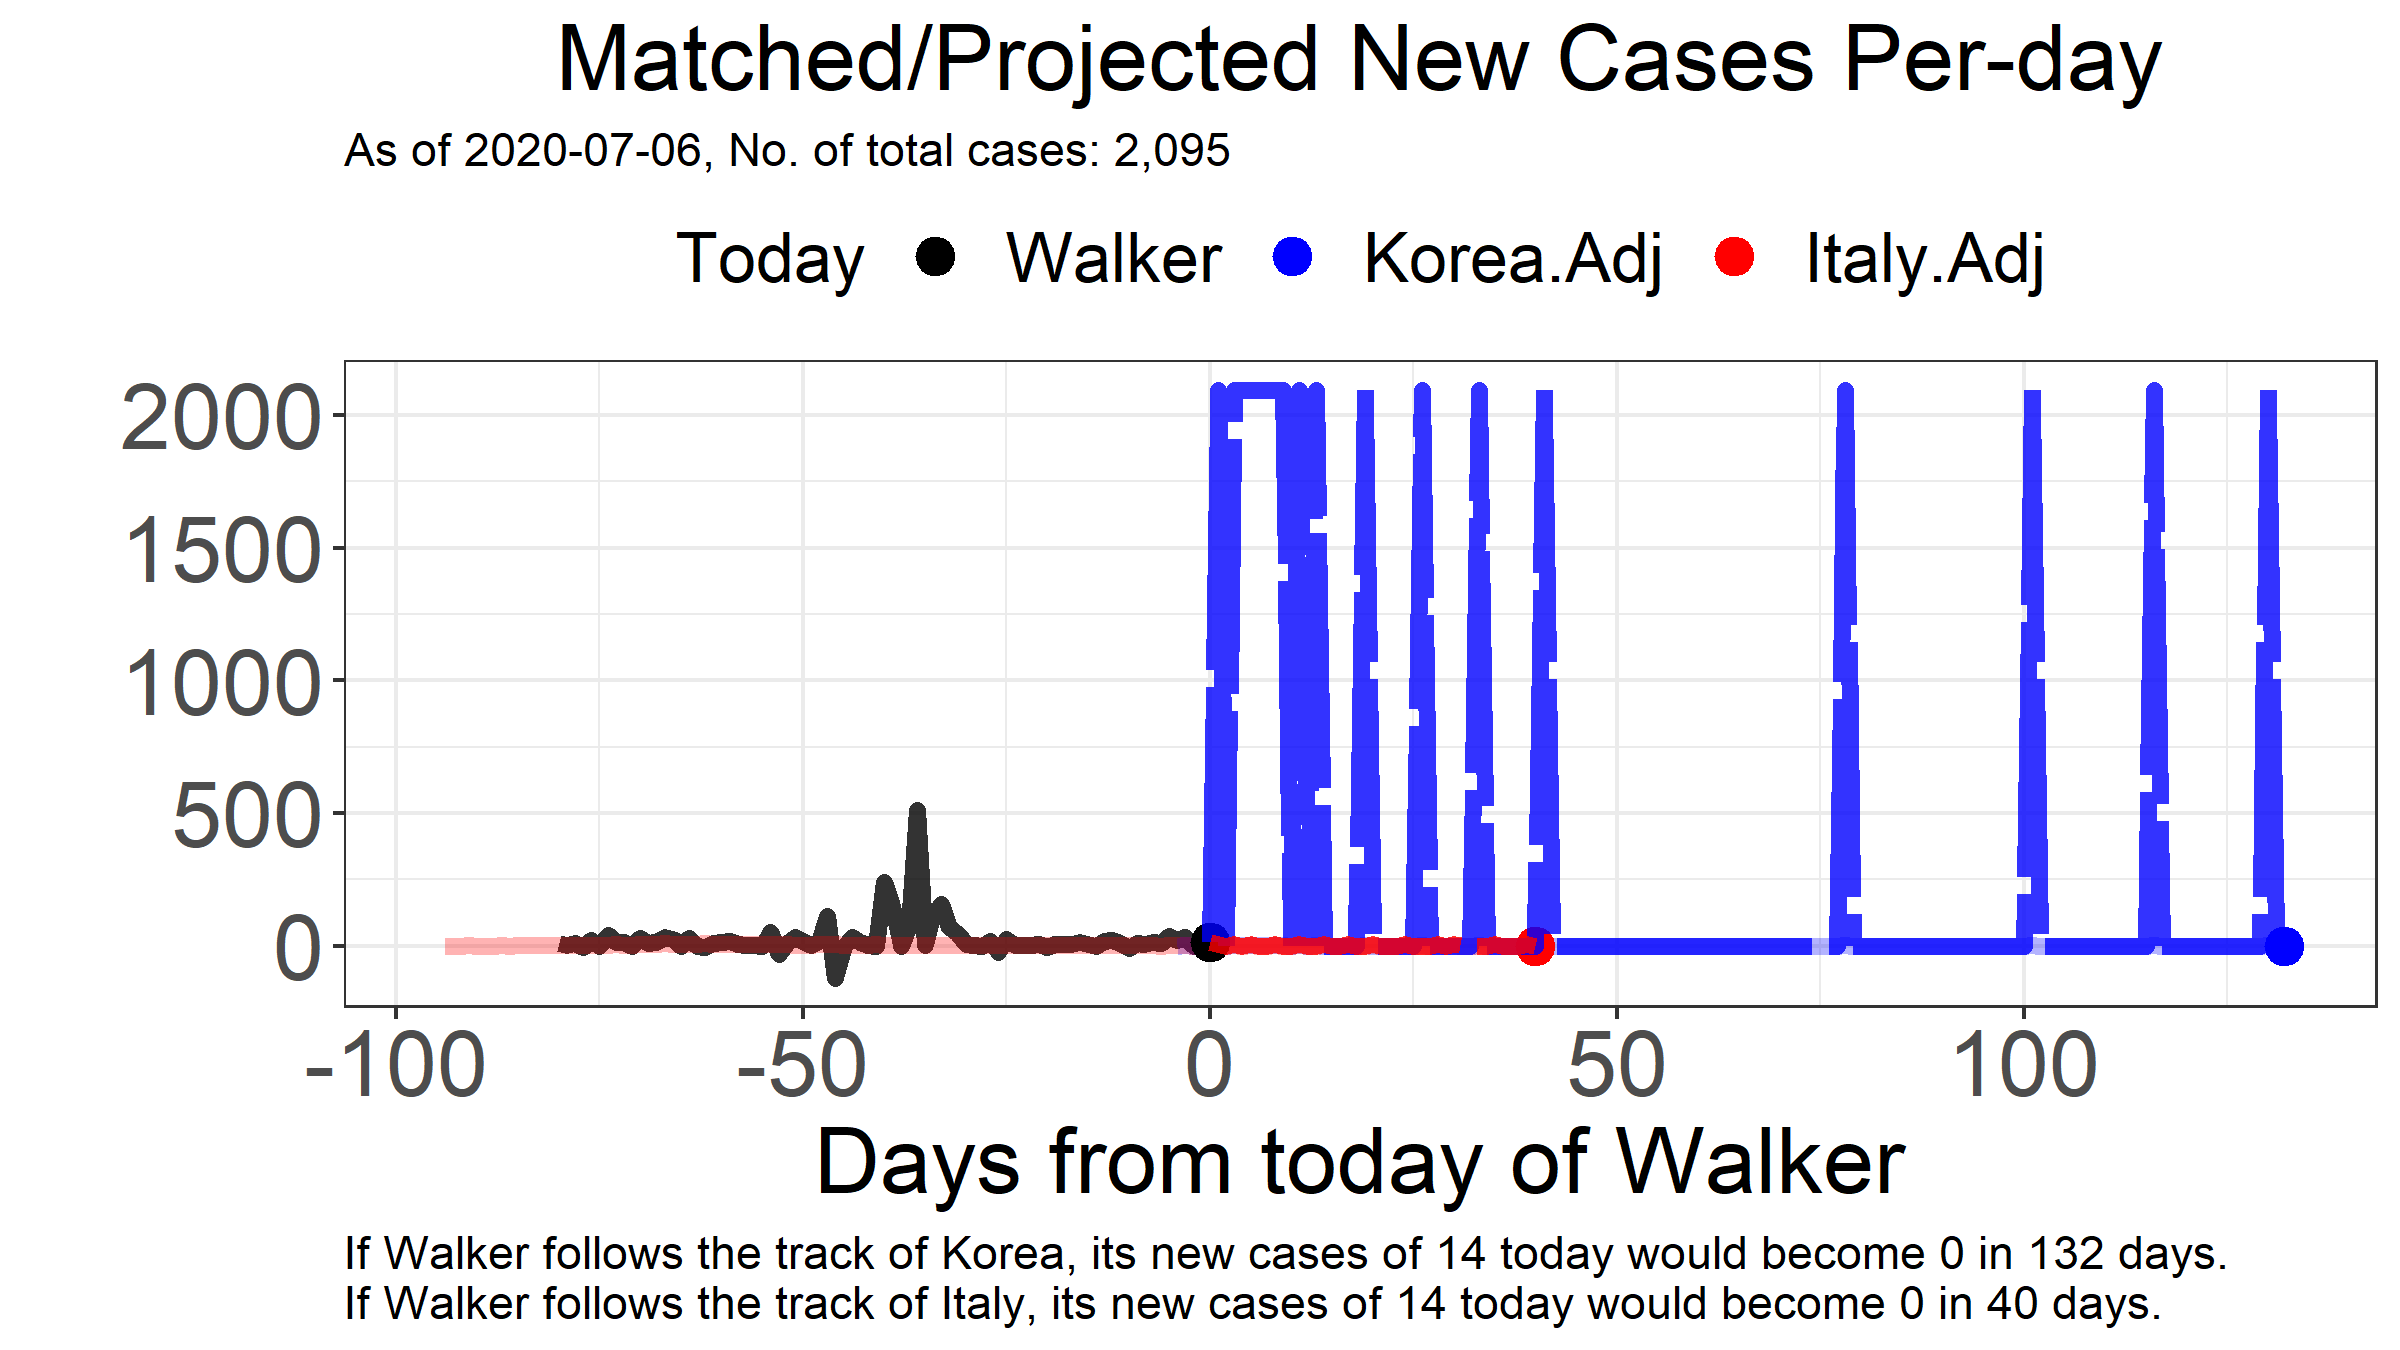 Matched/Projected New Cases Per-day
As of 2020-07-06, No. of total cases: 2,095
Today Walker Korea.Adj Italy.Adj
2000
1500
1000
500
0
-100 -50 0 50 100
Days from today of Walker
If Walker follows the track of Korea, its new cases of 14 today would become 0 in 132 days.
If Walker follows the track of Italy, its new cases of 14 today would become 0 in 40 days.